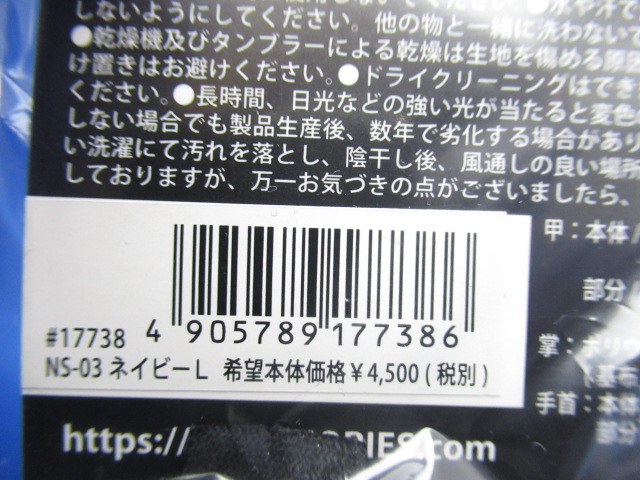 しないようにしてください。他の物と一緒に洗わないで
●乾燥機及びタンブラーによる乾燥は生地を傷める原因
け置きはお避けください。●ドライクリーニングはでき
ください。●長時間、日光などの強い光が当たると変色
しない場合でも製品生産後、数年で劣化する場合があり
い洗濯にて汚れを落とし、陰干し後、風通しの良い場所
しておりますが、万一お気づきの点がございましたら、
甲：本体
部分
掌：ポリウ
手首：本体
部分
#17738
4 905789 177386
NS-03 ネイビー L 希望本体価格￥4,500 ( 税別 )
https://
ORIES.com